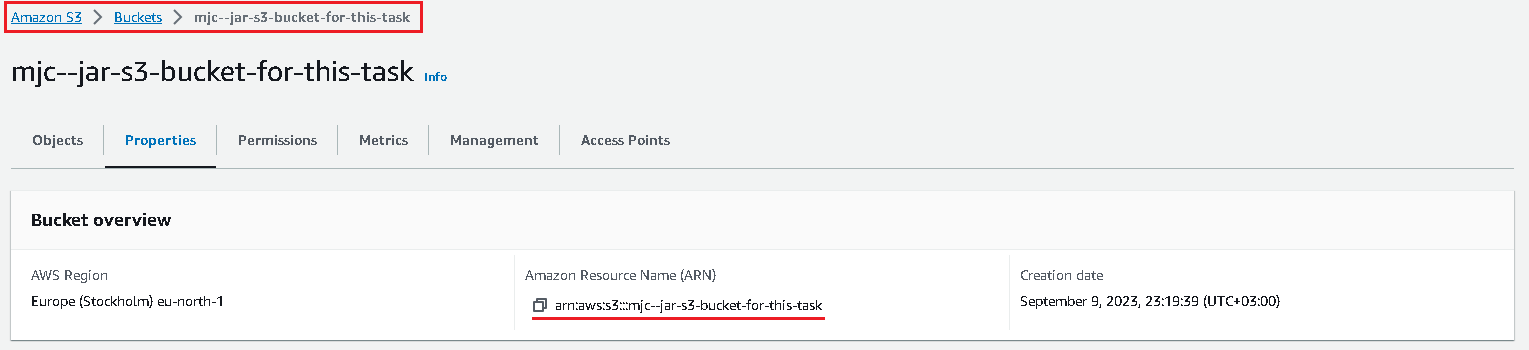 Amazon S3 > Buckets > mjc--jar-s3-bucket-for-this-task
mjc--jar-s3-bucket-for-this-task Info
Objects Properties Permissions Metrics Management Access Points
Bucket overview
AWS Region
Europe (Stockholm) eu-north-1
Amazon Resource Name (ARN)
arn:aws:s3:::mjc--jar-s3-bucket-for-this-task
Creation date
September 9, 2023, 23:19:39 (UTC+03:00)